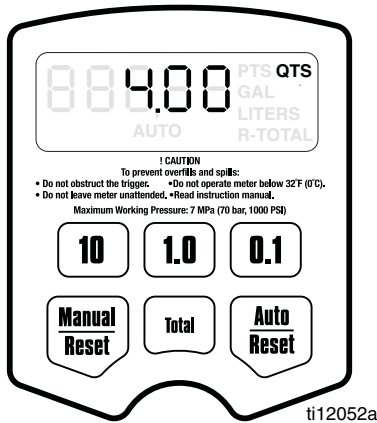 4.00
PTS QTS
GAL
LITERS
AUTO
R-TOTAL
! CAUTION
To prevent overfills and spills:
• Do not obstruct the trigger. •Do not operate meter below 32°F (0°C).
• Do not leave meter unattended. •Read instruction manual.
Maximum Working Pressure: 7 MPa (70 bar, 1000 PSI)
10 1.0 0.1
Manual Total Auto
Reset Reset
ti12052a